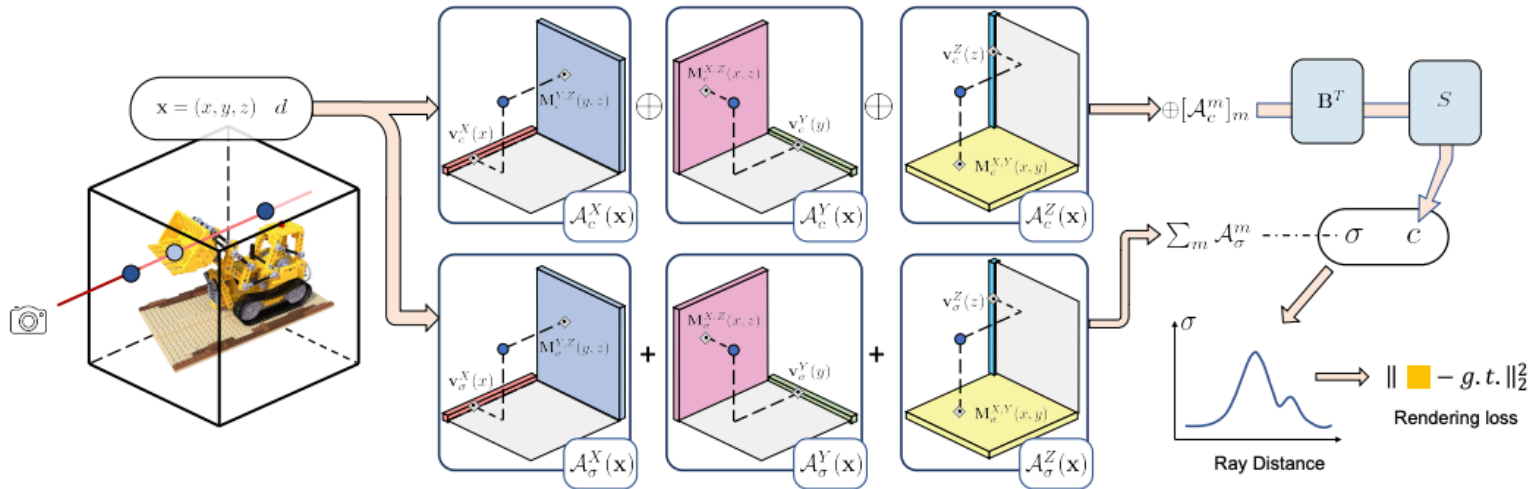 x = (x, y, z) d
v_c^X(x)
M_c^{Y,Z}(y, z)
𝒜_c^X(x)
⊕
M_c^{X,Z}(x, z)
v_c^Y(y)
𝒜_c^Y(x)
⊕
v_c^Z(z)
M_c^{X,Y}(x, y)
𝒜_c^Z(x)
⊕[𝒜_c^m]_m
B^T
S
v_σ^X(x)
M_σ^{Y,Z}(y, z)
𝒜_σ^X(x)
+
M_σ^{X,Z}(x, z)
v_σ^Y(y)
𝒜_σ^Y(x)
+
v_σ^Z(z)
M_σ^{X,Y}(x, y)
𝒜_σ^Z(x)
∑_m 𝒜_σ^m
σ c
σ
Ray Distance
‖ − g.t. ‖_2^2
Rendering loss